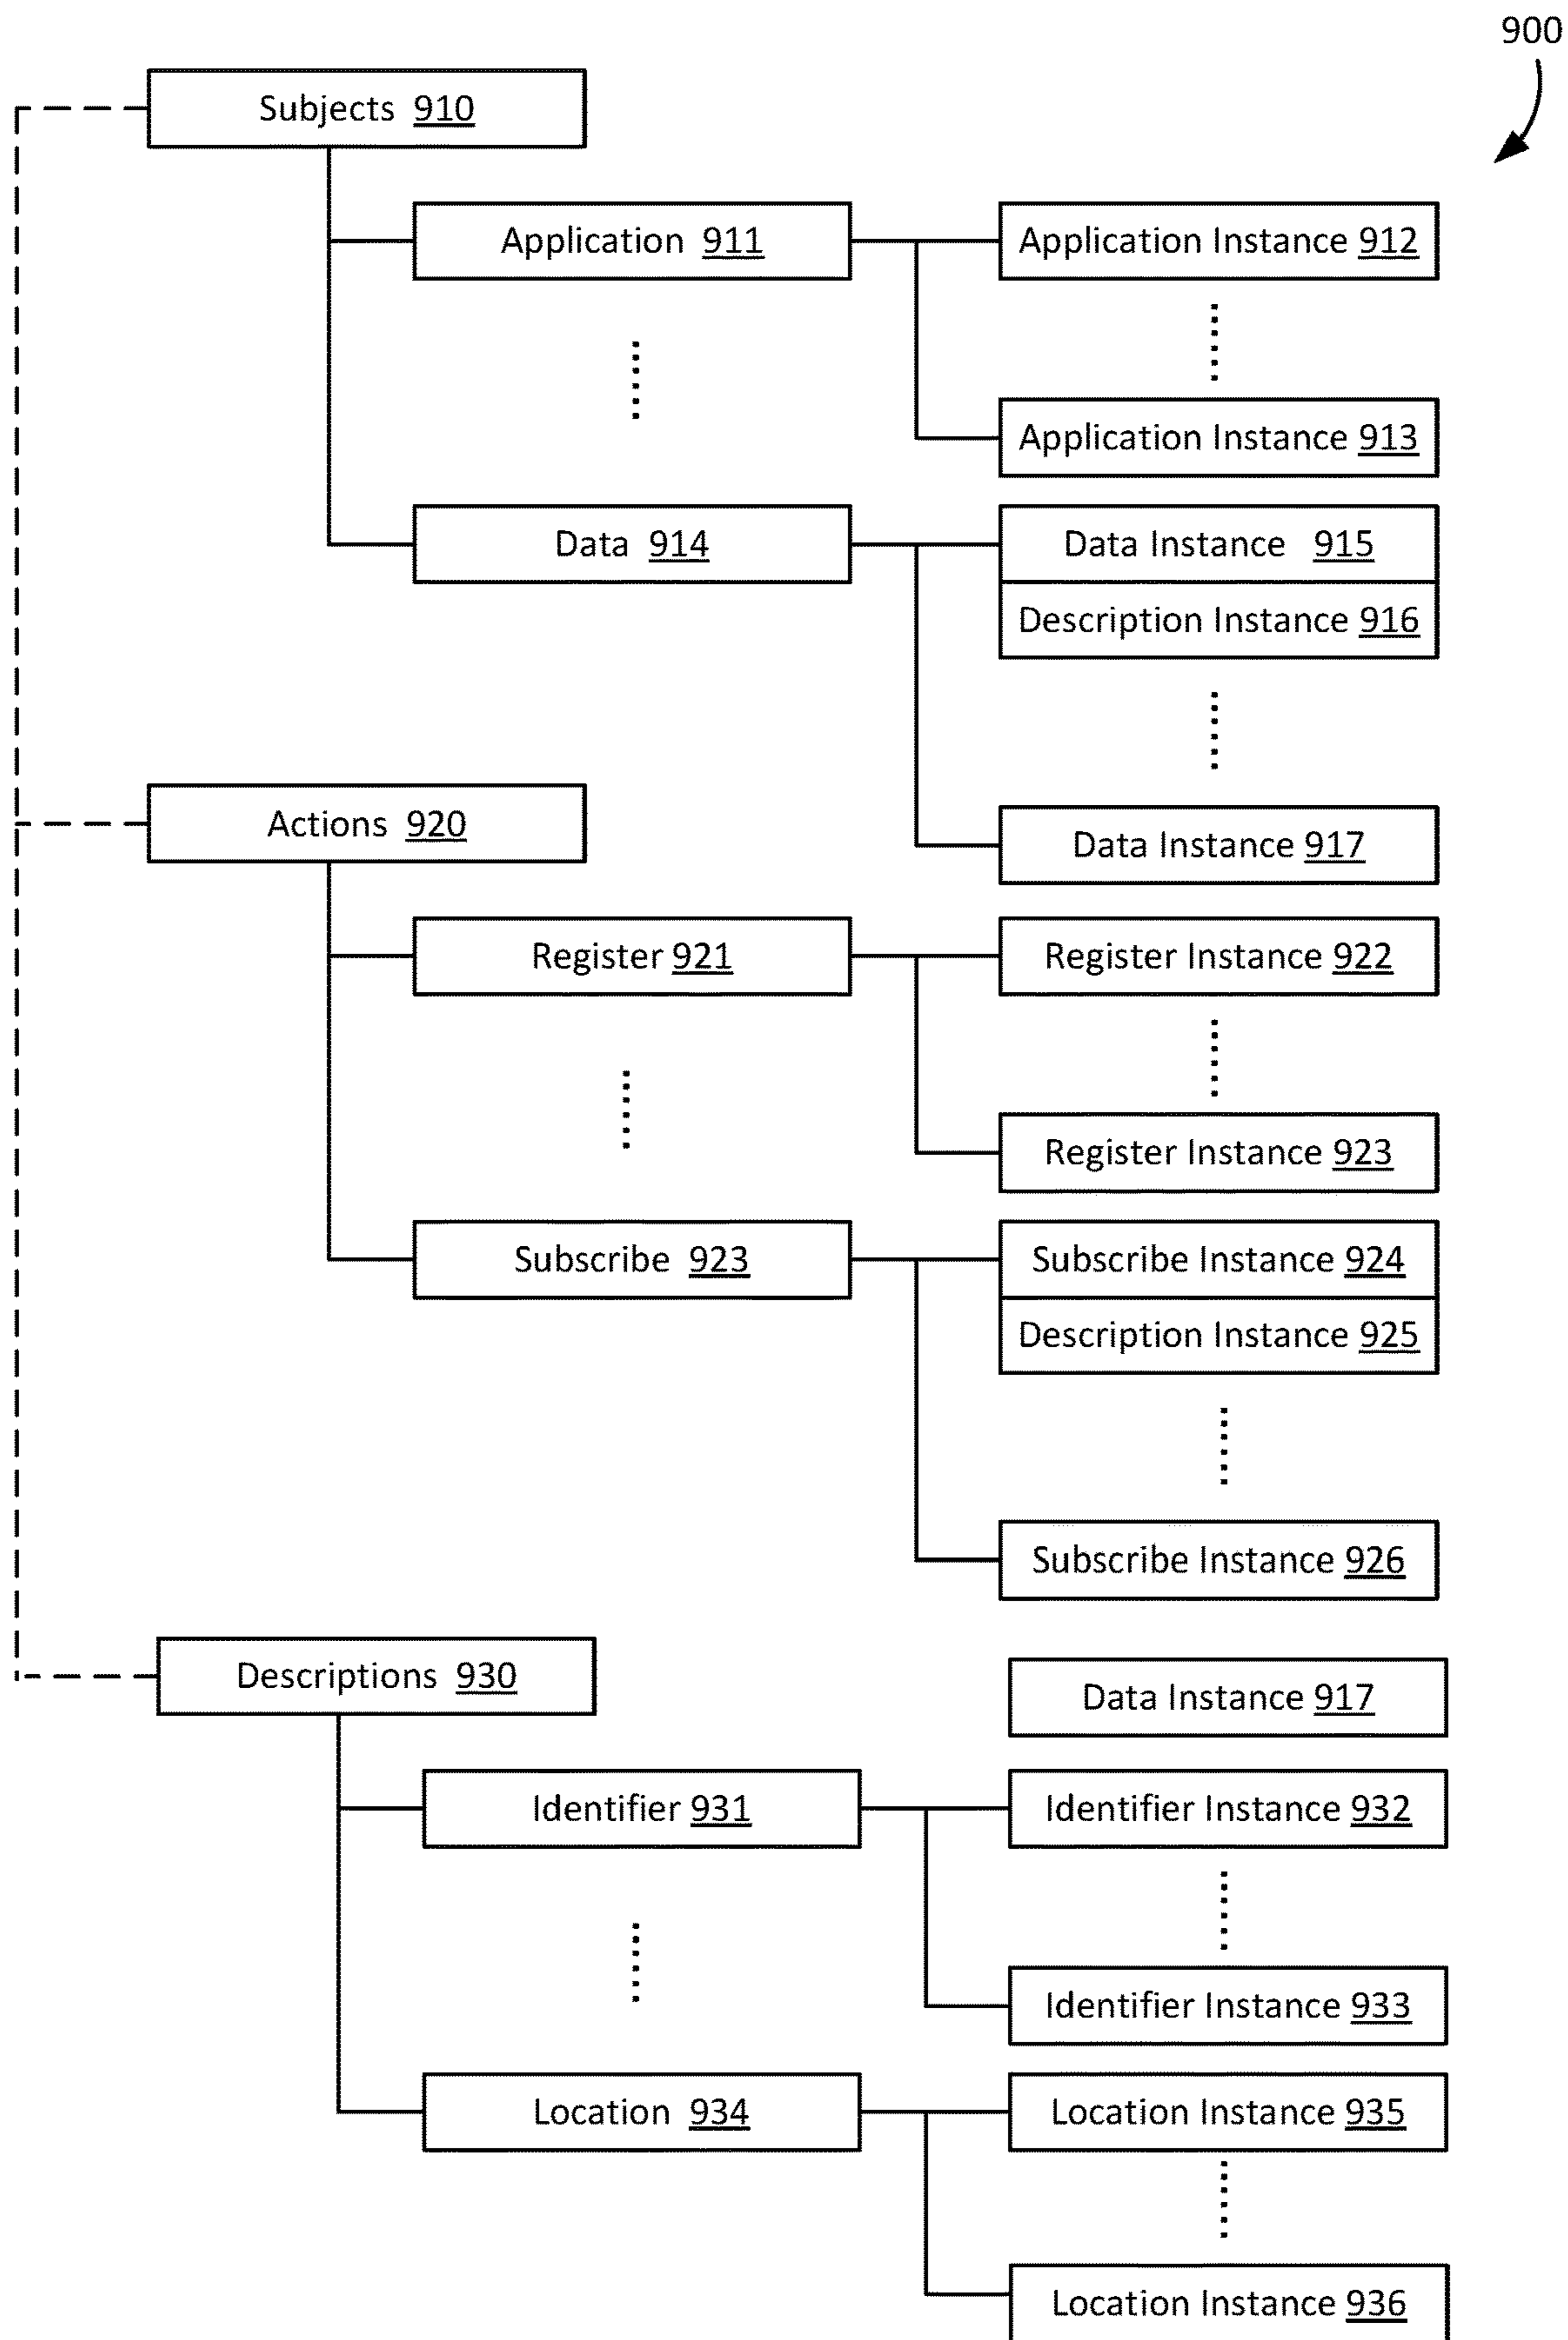 900
Subjects 910
Application 911
Application Instance 912
Application Instance 913
Data 914
Data Instance 915
Description Instance 916
Data Instance 917
Actions 920
Register 921
Register Instance 922
Register Instance 923
Subscribe 923
Subscribe Instance 924
Description Instance 925
Subscribe Instance 926
Descriptions 930
Data Instance 917
Identifier 931
Identifier Instance 932
Identifier Instance 933
Location 934
Location Instance 935
Location Instance 936